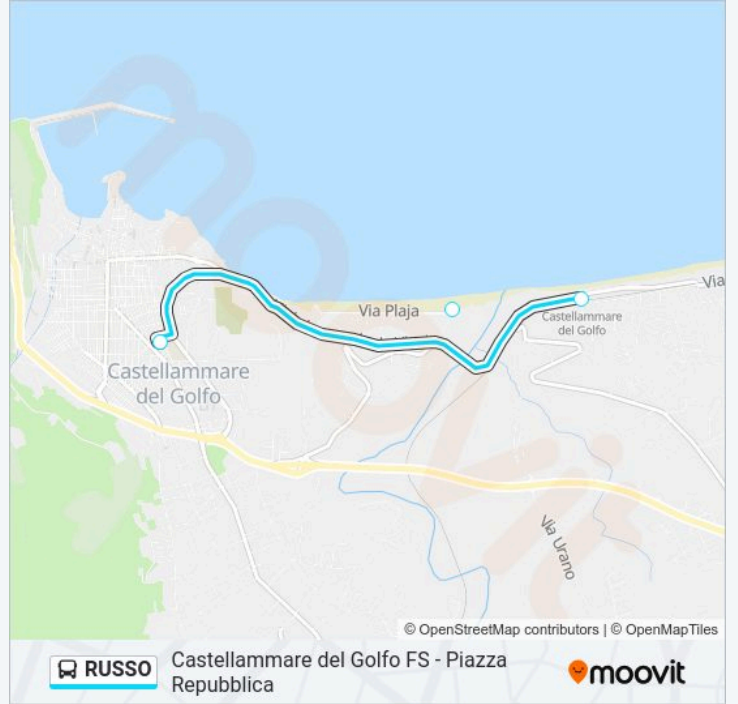 Via Plaja
Via
Castellammare
del Golfo
Castellammare
del Golfo
Via Urano
moovit
© OpenStreetMap contributors | © OpenMapTiles
RUSSO
Castellammare del Golfo FS - Piazza
Repubblica
moovit